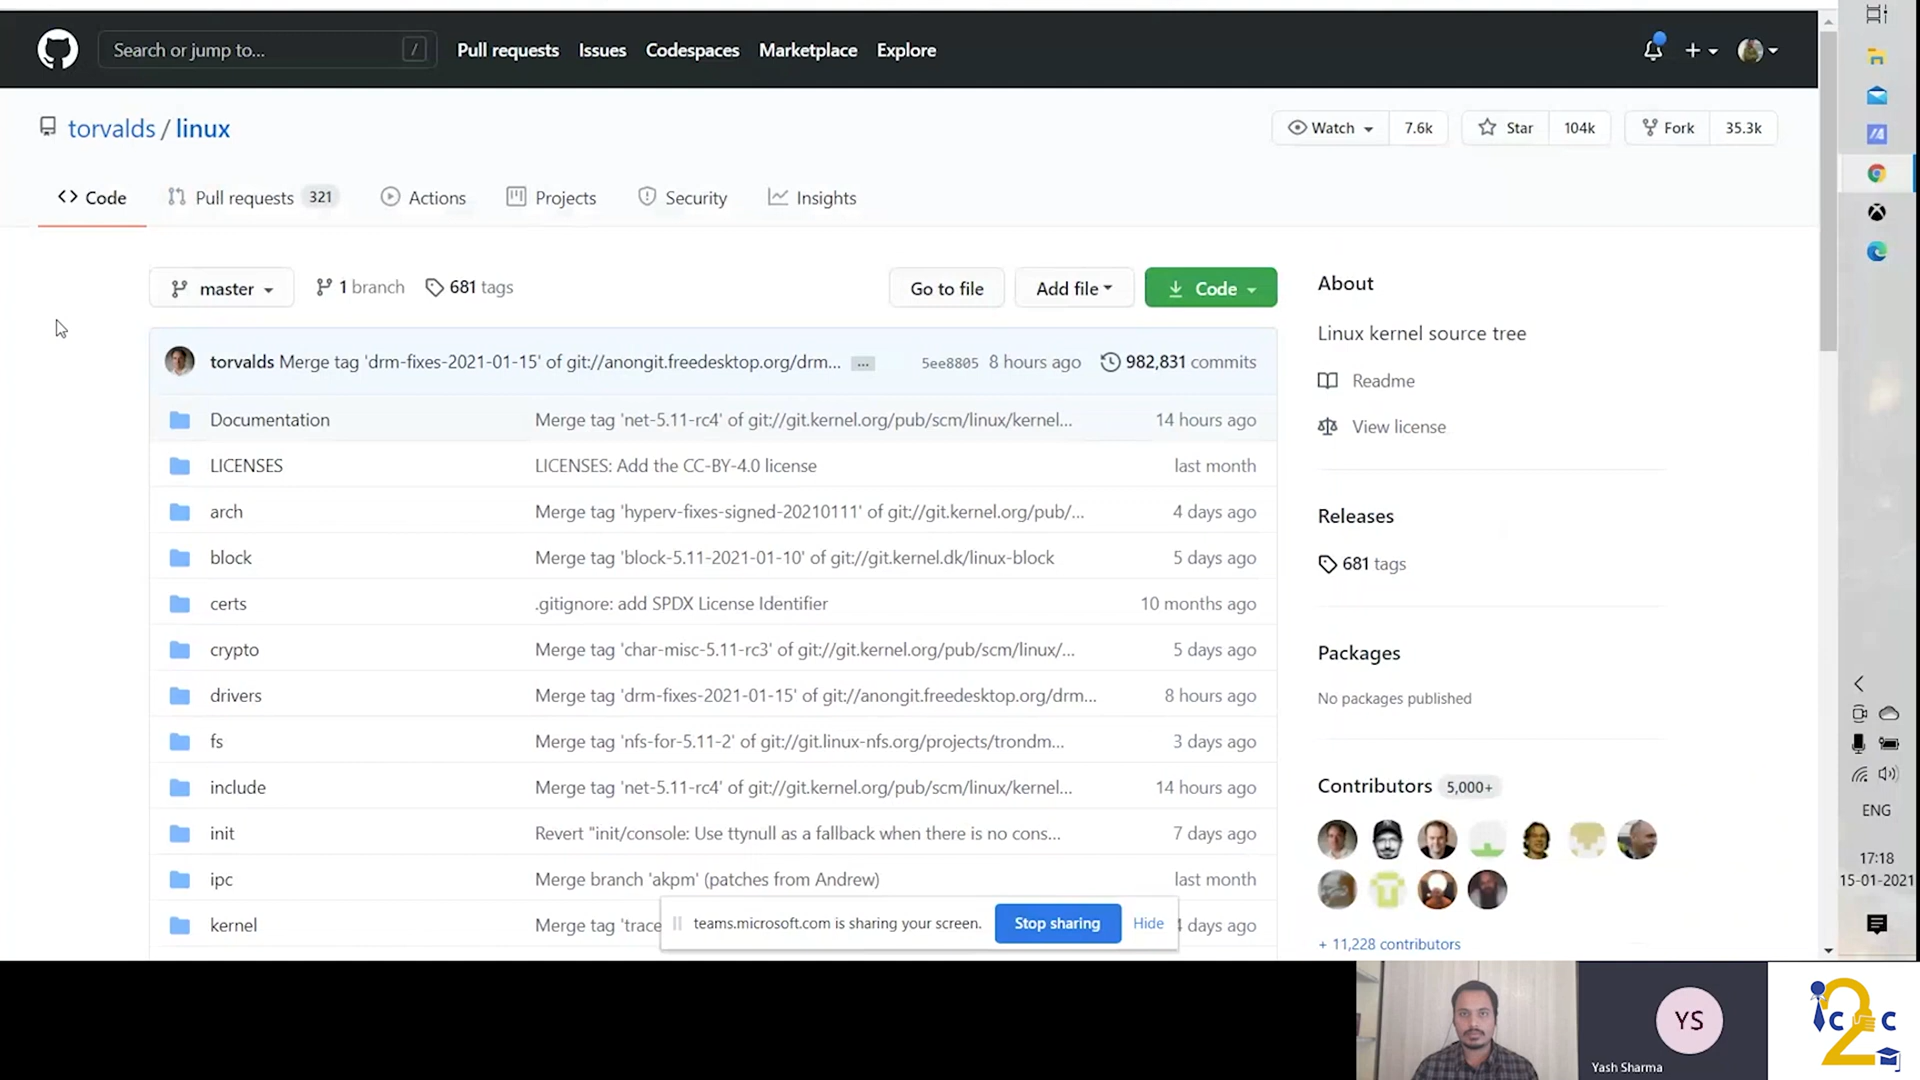 Search or jump to... /
Pull requests Issues Codespaces Marketplace Explore
torvalds / linux
Watch 7.6k Star 104k Fork 35.3k
Code Pull requests 321 Actions Projects Security Insights
master 1 branch 681 tags Go to file Add file Code
torvalds Merge tag 'drm-fixes-2021-01-15' of git://anongit.freedesktop.org/drm... ... 5ee8805 8 hours ago 982,831 commits
Documentation Merge tag 'net-5.11-rc4' of git://git.kernel.org/pub/scm/linux/kernel... 14 hours ago
LICENSES LICENSES: Add the CC-BY-4.0 license last month
arch Merge tag 'hyperv-fixes-signed-20210111' of git://git.kernel.org/pub/... 4 days ago
block Merge tag 'block-5.11-2021-01-10' of git://git.kernel.dk/linux-block 5 days ago
certs .gitignore: add SPDX License Identifier 10 months ago
crypto Merge tag 'char-misc-5.11-rc3' of git://git.kernel.org/pub/scm/linux/... 5 days ago
drivers Merge tag 'drm-fixes-2021-01-15' of git://anongit.freedesktop.org/drm... 8 hours ago
fs Merge tag 'nfs-for-5.11-2' of git://git.linux-nfs.org/projects/trondm... 3 days ago
include Merge tag 'net-5.11-rc4' of git://git.kernel.org/pub/scm/linux/kernel... 14 hours ago
init Revert "init/console: Use ttynull as a fallback when there is no cons... 7 days ago
ipc Merge branch 'akpm' (patches from Andrew) last month
kernel Merge tag 'trace days ago
About
Linux kernel source tree
Readme
View license
Releases
681 tags
Packages
No packages published
Contributors 5,000+
+ 11,228 contributors
teams.microsoft.com is sharing your screen. Stop sharing Hide
ENG
17:18
15-01-2021
YS
Yash Sharma
C2C